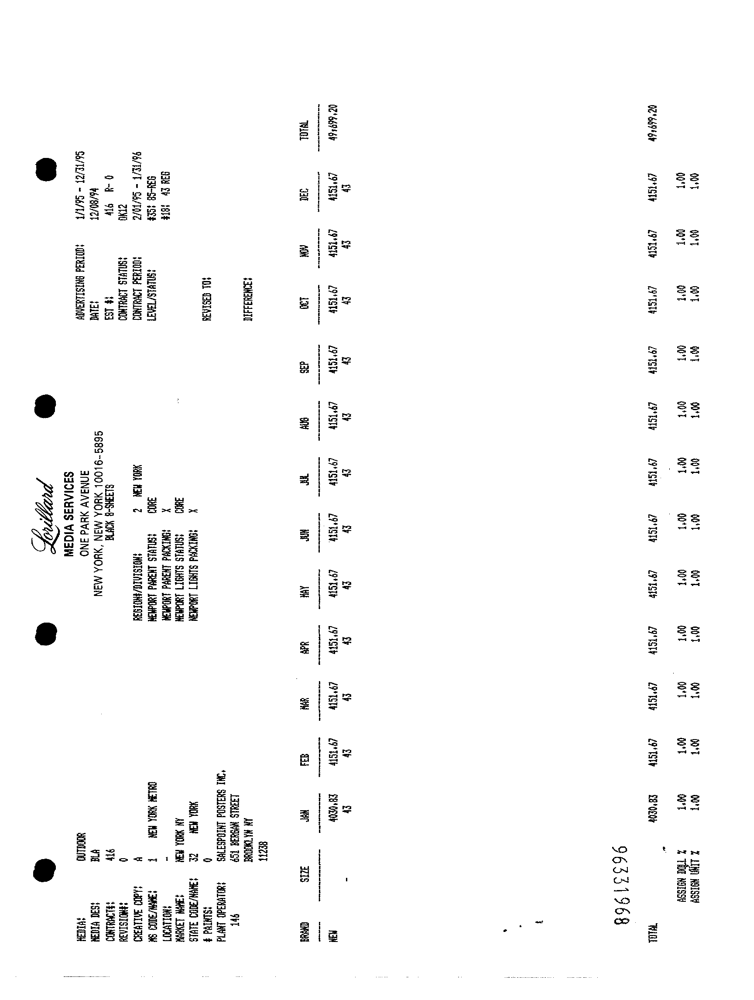 Lorillard
MEDIA SERVICES
ONE PARK AVENUE
NEW YORK, NEW YORK 10016-5895
BLACK 8-SHEETS
MEDIA: OUTDOOR
MEDIA DES: BLA
CONTRACT#: 416
REVISION#: 0
CREATIVE COPY: A
MS CODE/NAME: 1 NEW YORK METRO
LOCATION: -
MARKET NAME: NEW YORK NY
STATE CODE/NAME: 32 NEW YORK
# PAINTS: 0
PLANT OPERATOR: SALESPOINT POSTERS INC.
146 651 BERGAN STREET
BROOKLYN NY
11238
REGION#/DIVISION: 2 NEW YORK
NEWPORT PARENT STATUS: CORE
NEWPORT PARENT PACKING: X
NEWPORT LIGHTS STATUS: CORE
NEWPORT LIGHTS PACKING: X
ADVERTISING PERIOD: 1/1/95 - 12/31/95
DATE: 12/08/94
EST #: 416 R- 0
CONTRACT STATUS: OK12
CONTRACT PERIOD: 2/01/95 - 1/31/96
LEVEL/STATUS: #35: 85-REG
#18: 43 REG
REVISED TO:
DIFFERENCE:
BRAND SIZE JAN FEB MAR APR MAY JUN JUL AUG SEP OCT NOV DEC TOTAL
NEW - 4030.83 4151.67 4151.67 4151.67 4151.67 4151.67 4151.67 4151.67 4151.67 4151.67 4151.67 4151.67 49,699.20
43 43 43 43 43 43 43 43 43 43 43 43
96331968
TOTAL 4030.83 4151.67 4151.67 4151.67 4151.67 4151.67 4151.67 4151.67 4151.67 4151.67 4151.67 4151.67 49,699.20
ASSIGN DOLL % 1.00 1.00 1.00 1.00 1.00 1.00 1.00 1.00 1.00 1.00 1.00 1.00
ASSIGN UNIT % 1.00 1.00 1.00 1.00 1.00 1.00 1.00 1.00 1.00 1.00 1.00 1.00